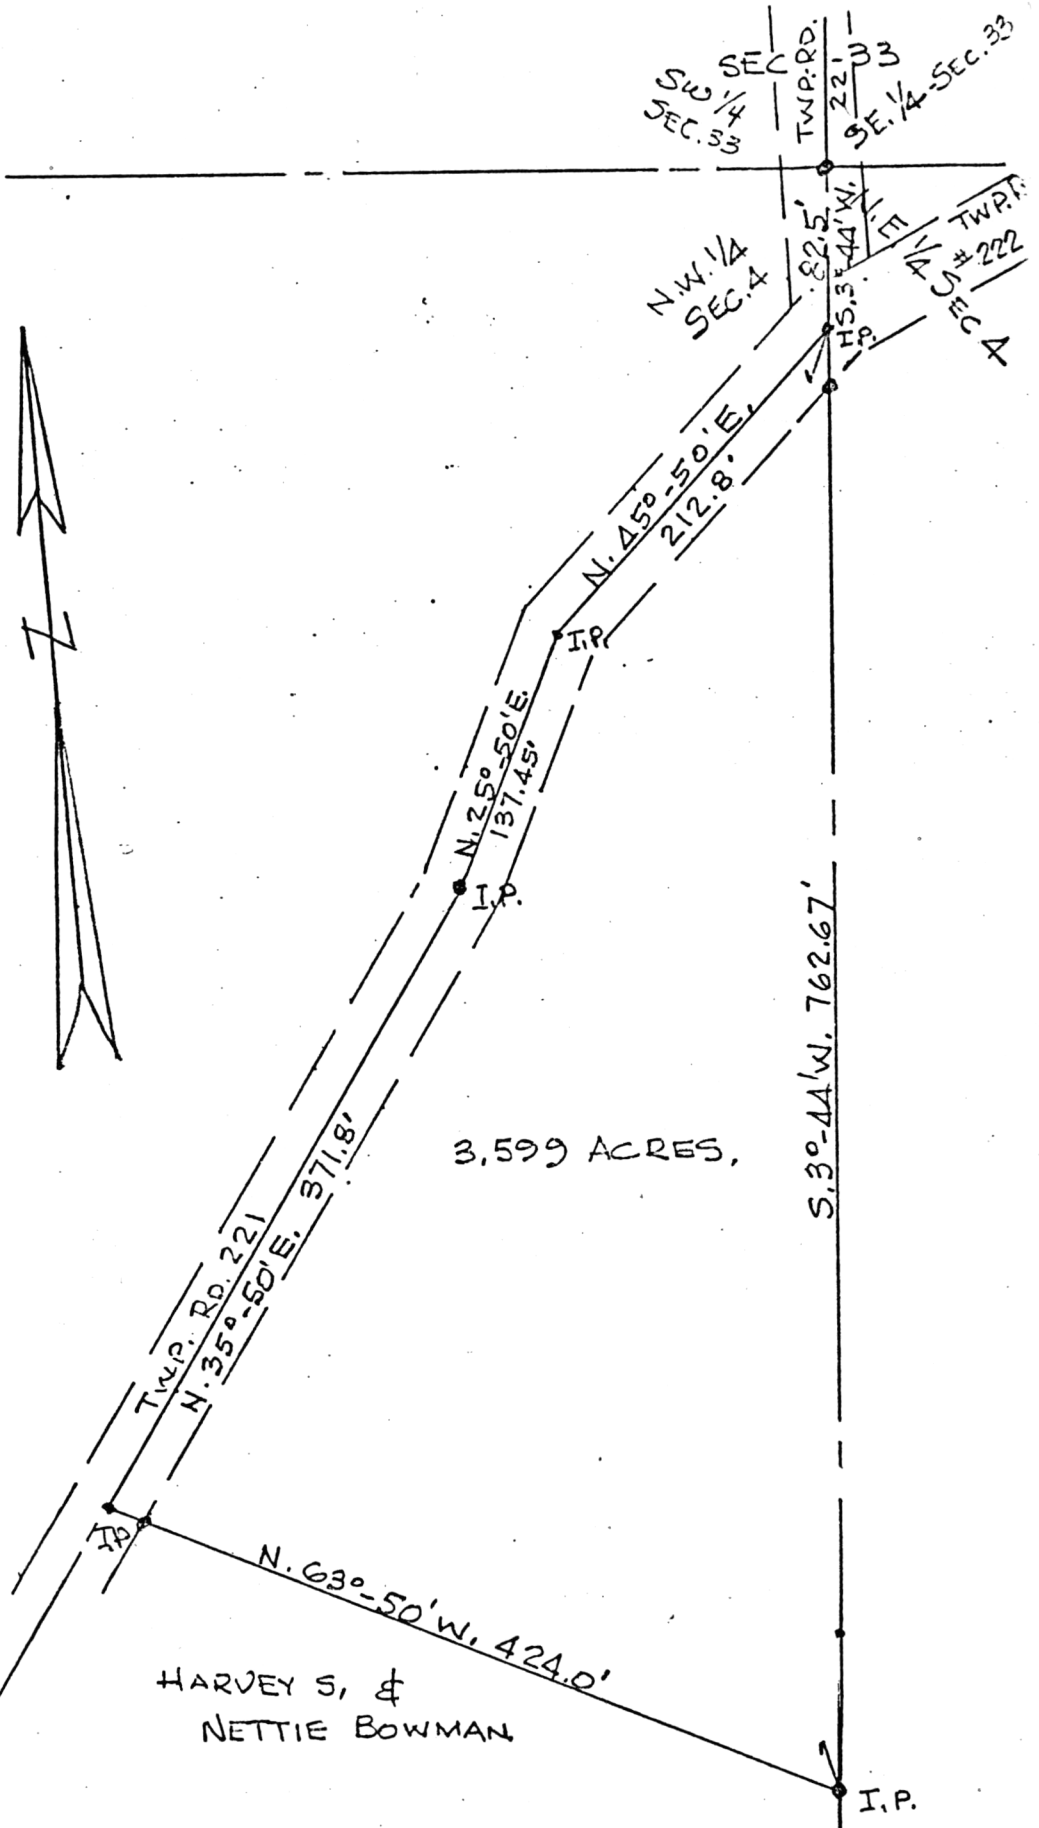 SEC 33
TWP. RD.
221
SW 1/4
SEC. 33
SE. 1/4-SEC. 33
82.5'
S. 3°-44'W.
N.W. 1/4
SEC. 4
E 1/4 SEC 4
TWP. R.
#222
I.P.
N. 45°-50'E.
212.8'
I.P.
N. 25°-50'E.
137.45'
I.P.
N
S. 3°-44'W. 762.67'
3.599 ACRES.
TWP. RD. 221
N. 35°-50'E. 371.8'
I.P.
N. 63°-50'W. 424.0'
HARVEY S. &
NETTIE BOWMAN
I.P.